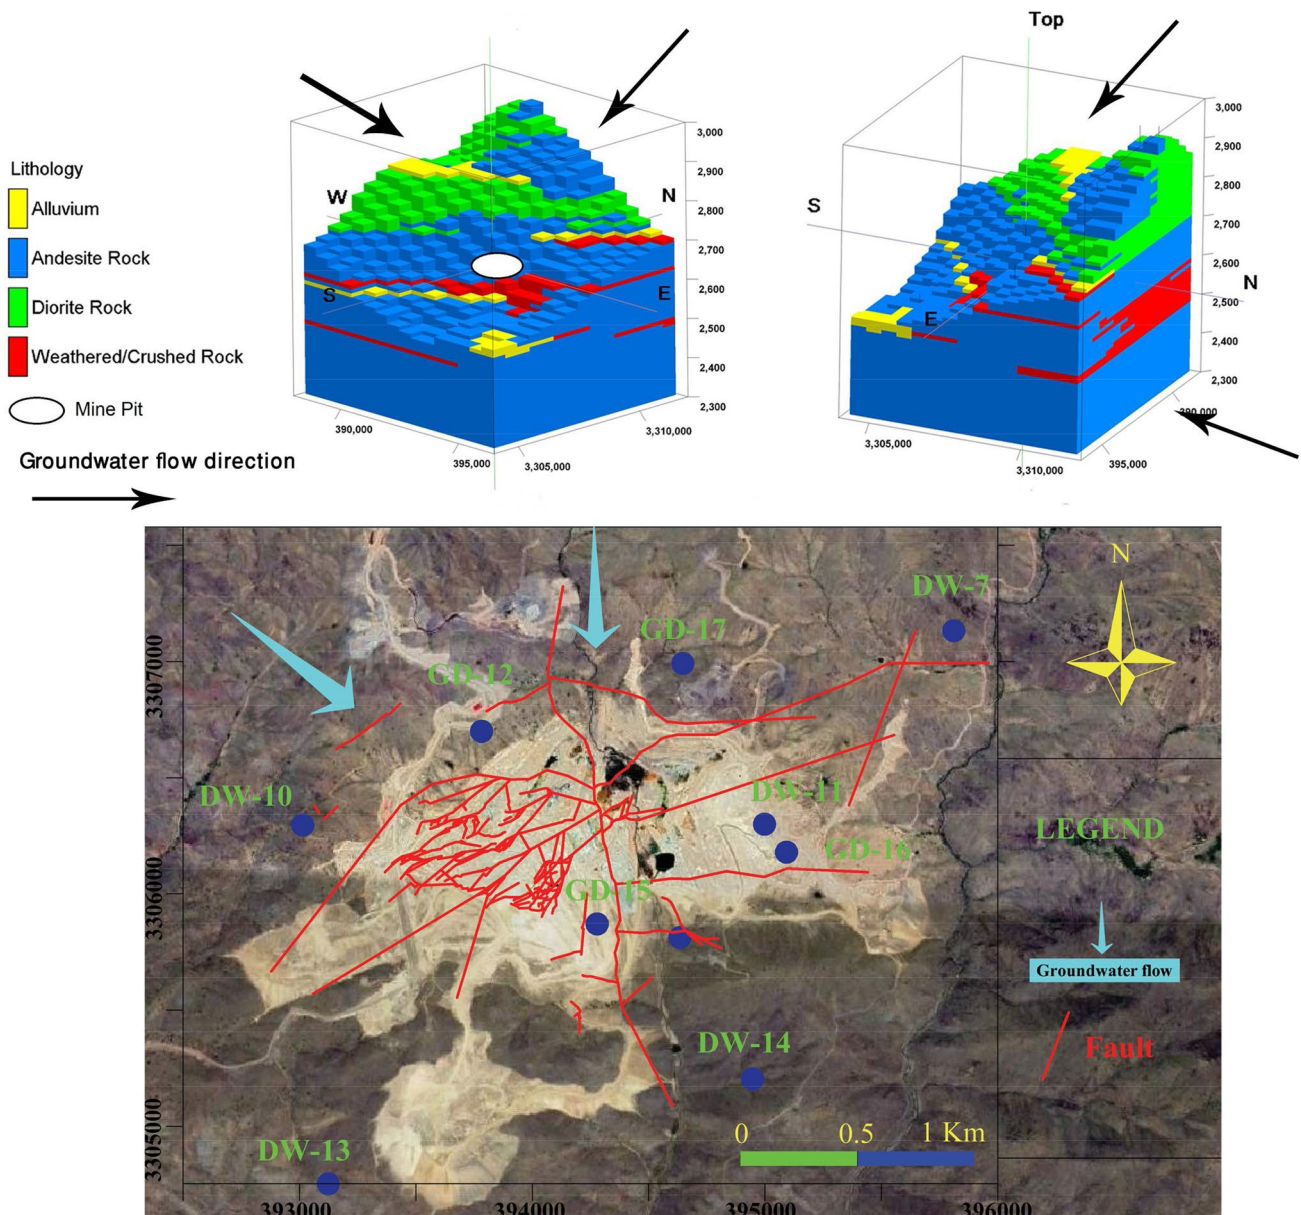 Top
Lithology
Alluvium
Andesite Rock
Diorite Rock
Weathered/Crushed Rock
Mine Pit
Groundwater flow direction
W
N
S
E
3,000
2,900
2,800
2,700
2,600
2,500
2,400
2,300
390,000
395,000
3,305,000
3,310,000
S
N
E
3,000
2,900
2,800
2,700
2,600
2,500
2,400
2,300
390,000
395,000
3,305,000
3,310,000
N
DW-7
GD-17
GD-12
DW-10
DW-11
GD-16
GD-15
DW-14
DW-13
3307000
3306000
3305000
393000
394000
395000
396000
0 0.5 1 Km
LEGEND
Groundwater flow
Fault